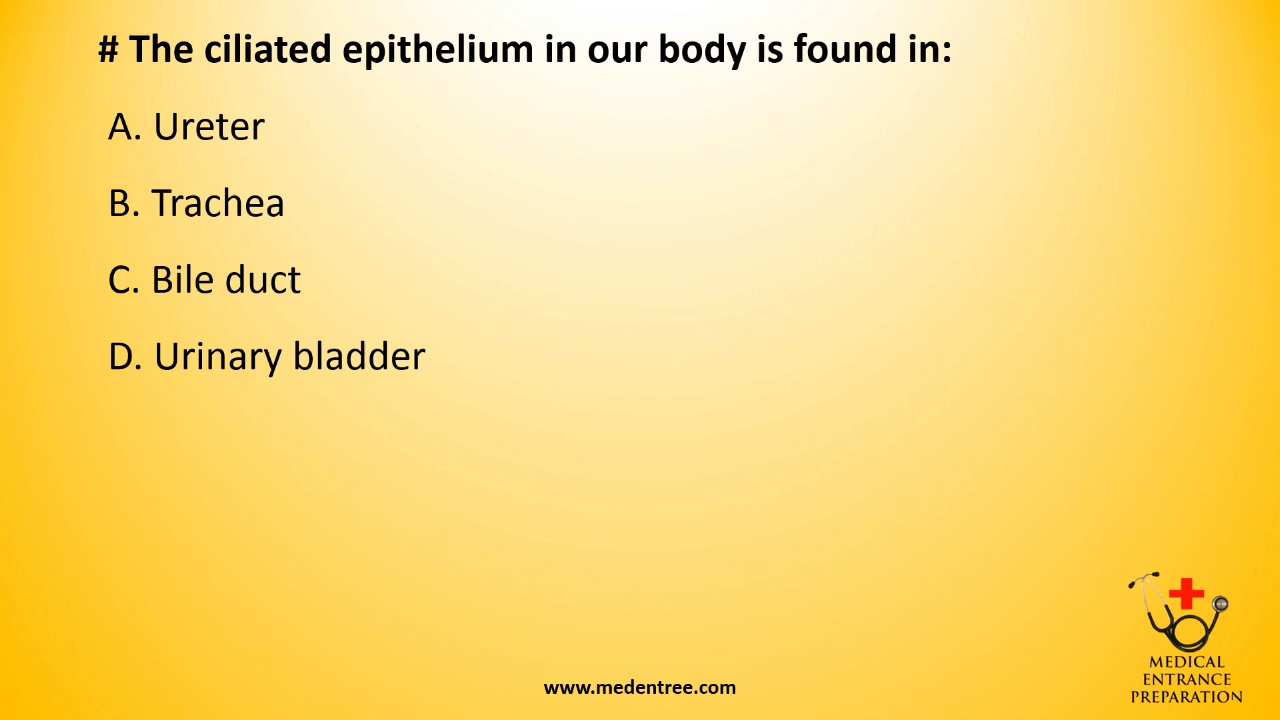 # The ciliated epithelium in our body is found in:
A. Ureter
B. Trachea
C. Bile duct
D. Urinary bladder
MEDICAL
ENTRANCE
PREPARATION
www.medentree.com